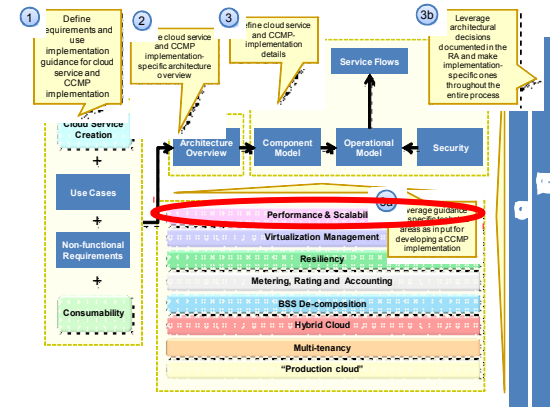 1
Define
requirements and
use
implementation
guidance for cloud
service and
CCMP
implementation
2
cloud service
and CCMP
implementation-
specific architecture
overview
3
fine cloud service
and CCMP-
implementation
details
3b
Leverage
architectural
decisions
documented in the
RA and make
implementation-
specific ones
throughout the
entire process
Service Flows
Cloud Service
Creation
+
Use Cases
+
Non-functional
Requirements
+
Consumability
Architecture
Overview
Component
Model
Operational
Model
Security
3a
verage guidance
areas as input for
developing a CCMP
implementation
Performance & Scalabil
Virtualization Management
Resiliency
Metering, Rating and Accounting
BSS De-composition
Hybrid Cloud
Multi-tenancy
“Production cloud”